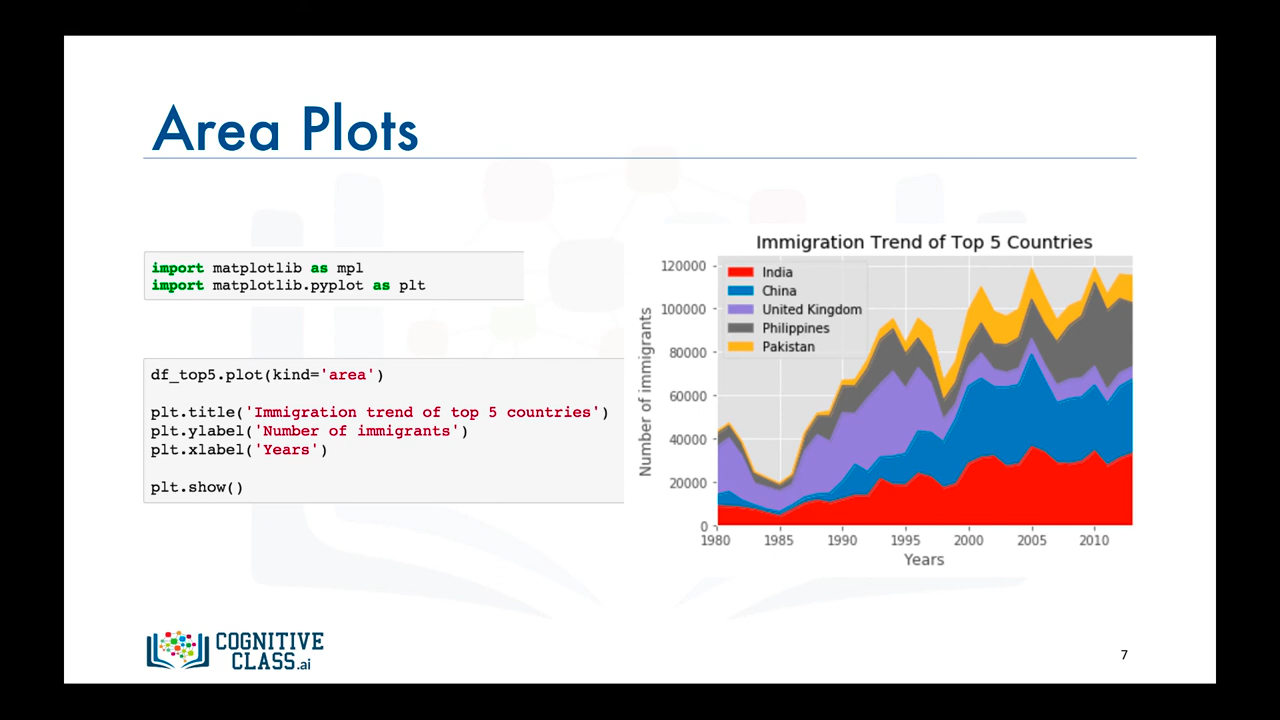 Area Plots
import matplotlib as mpl
import matplotlib.pyplot as plt
df_top5.plot(kind='area')
plt.title('Immigration trend of top 5 countries')
plt.ylabel('Number of immigrants')
plt.xlabel('Years')
plt.show()
Immigration Trend of Top 5 Countries
Number of immigrants
120000
100000
80000
60000
40000
20000
0
India
China
United Kingdom
Philippines
Pakistan
1980 1985 1990 1995 2000 2005 2010
Years
COGNITIVE
CLASS.ai
7